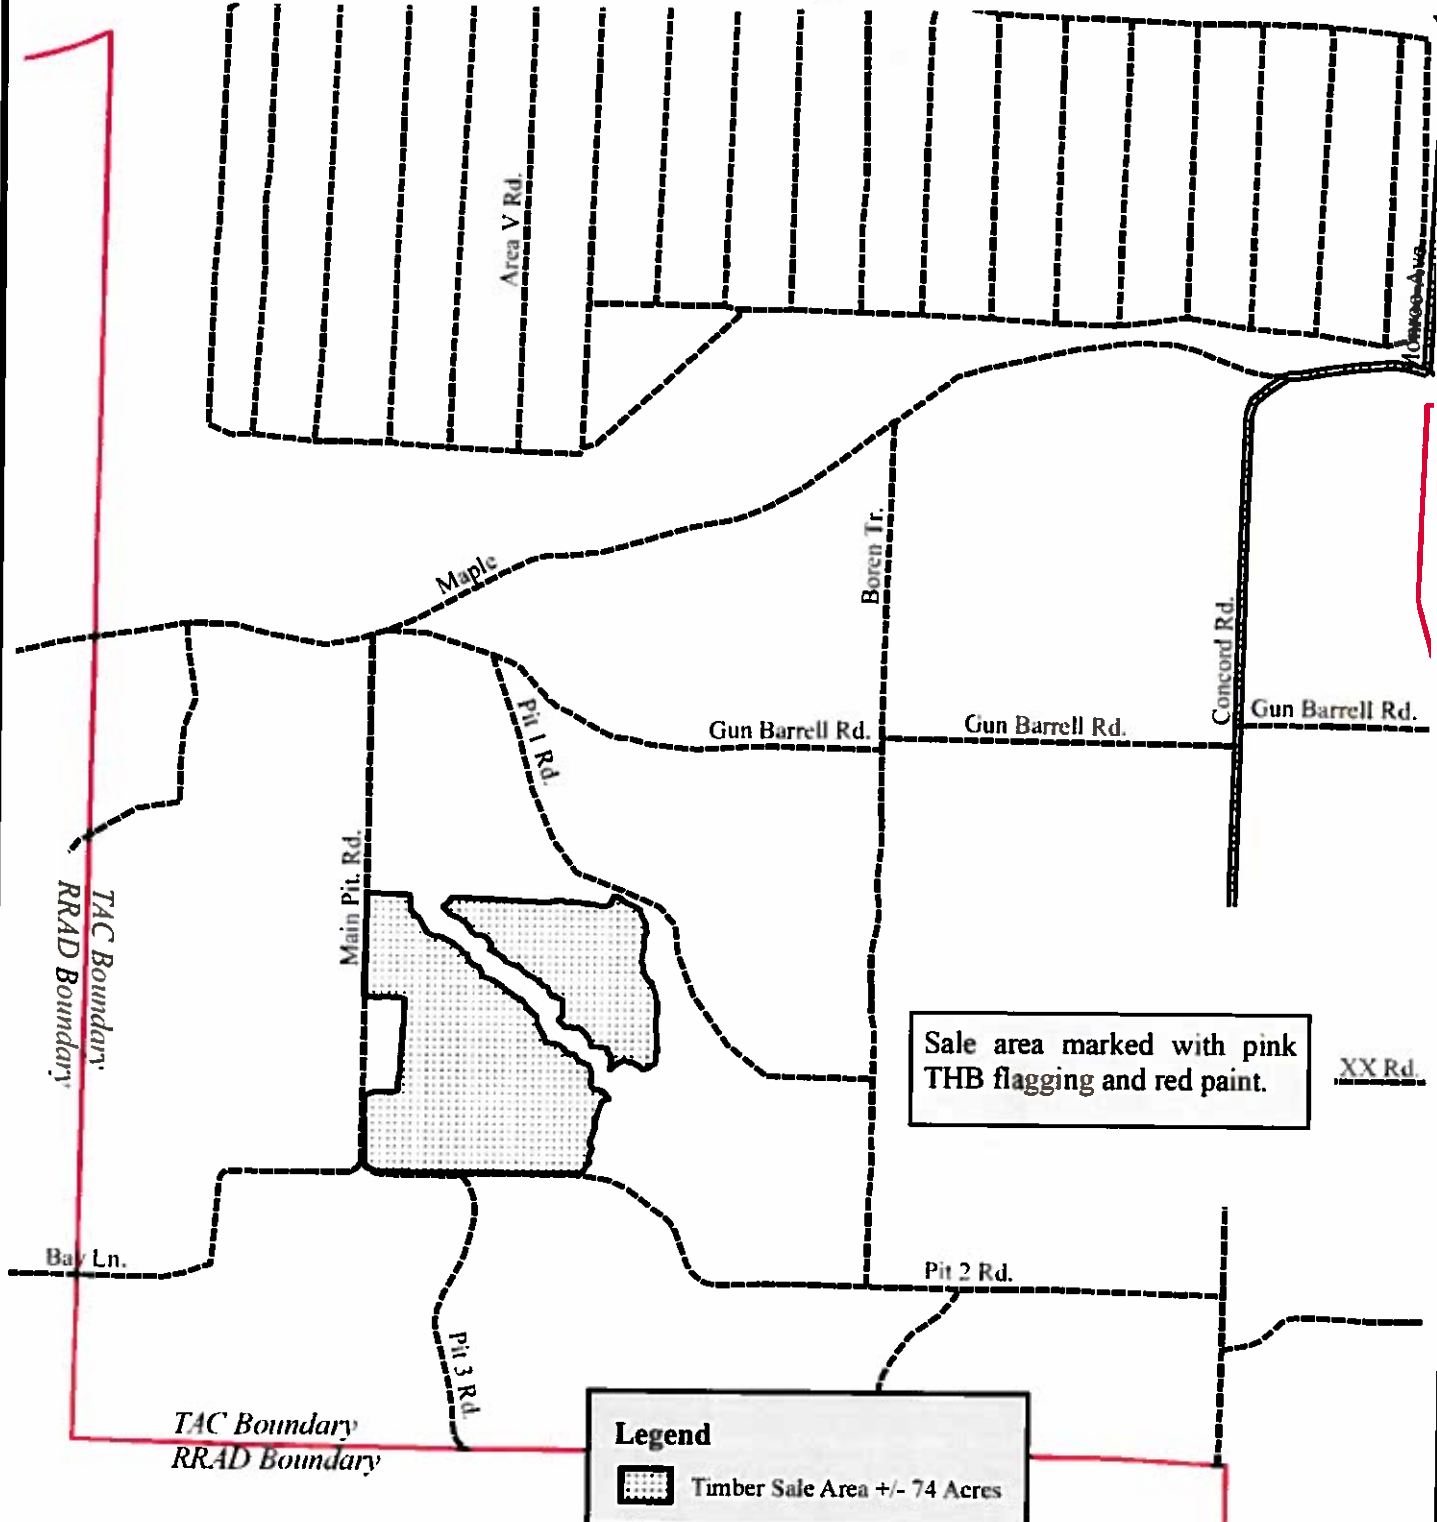 Area V Rd.
Monroe Ave
Maple
Boren Tr.
Concord Rd.
Pit 1 Rd.
Gun Barrell Rd.
Gun Barrell Rd.
Gun Barrell Rd.
Main Pit. Rd.
TAC Boundary
RRAD Boundary
Sale area marked with pink
THB flagging and red paint.
XX Rd.
Bay Ln.
Pit 2 Rd.
Pit 3 Rd.
TAC Boundary
RRAD Boundary
Legend
Timber Sale Area +/- 74 Acres